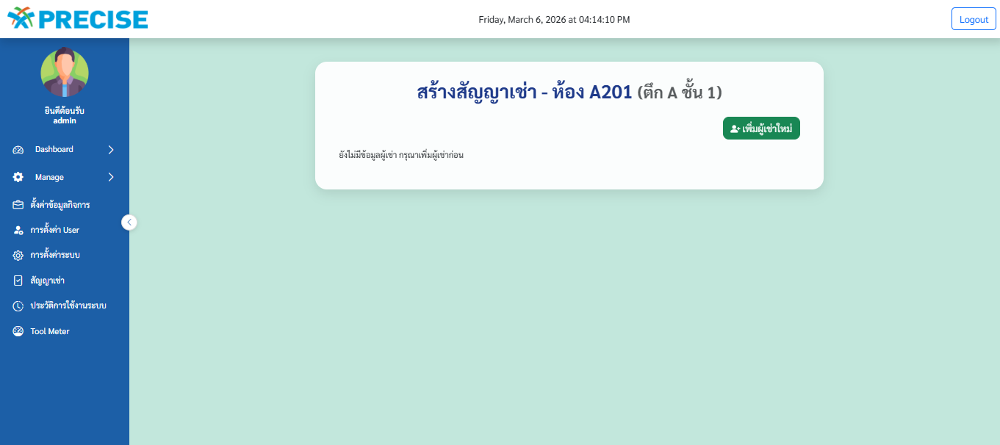 PRECISE
Friday, March 6, 2026 at 04:14:10 PM
Logout
ยินดีต้อนรับ
admin
Dashboard
Manage
ตั้งค่าข้อมูลกิจการ
การตั้งค่า User
การตั้งค่าระบบ
สัญญาเช่า
ประวัติการใช้งานระบบ
Tool Meter
สร้างสัญญาเช่า - ห้อง A201 (ตึก A ชั้น 1)
เพิ่มผู้เช่าใหม่
ยังไม่มีข้อมูลผู้เช่า กรุณาเพิ่มผู้เช่าก่อน